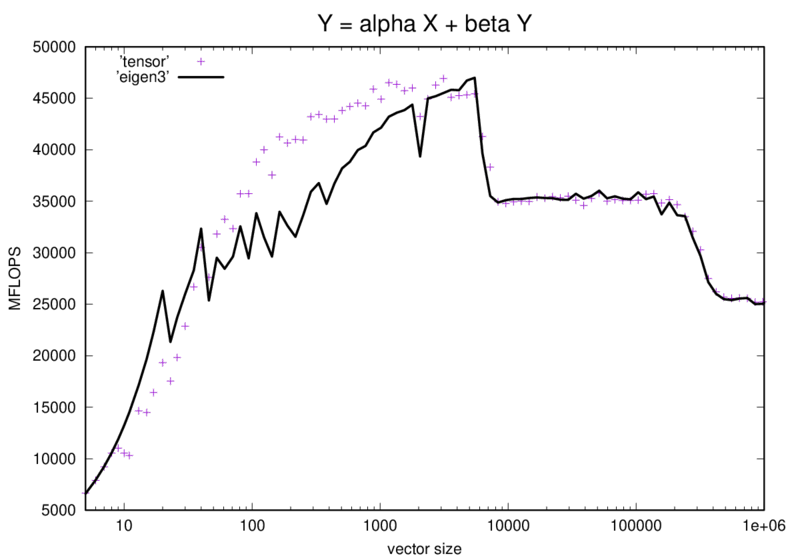 Y = alpha X + beta Y
'tensor'
'eigen3'
MFLOPS
50000
45000
40000
35000
30000
25000
20000
15000
10000
5000
10 100 1000 10000 100000 1e+06
vector size